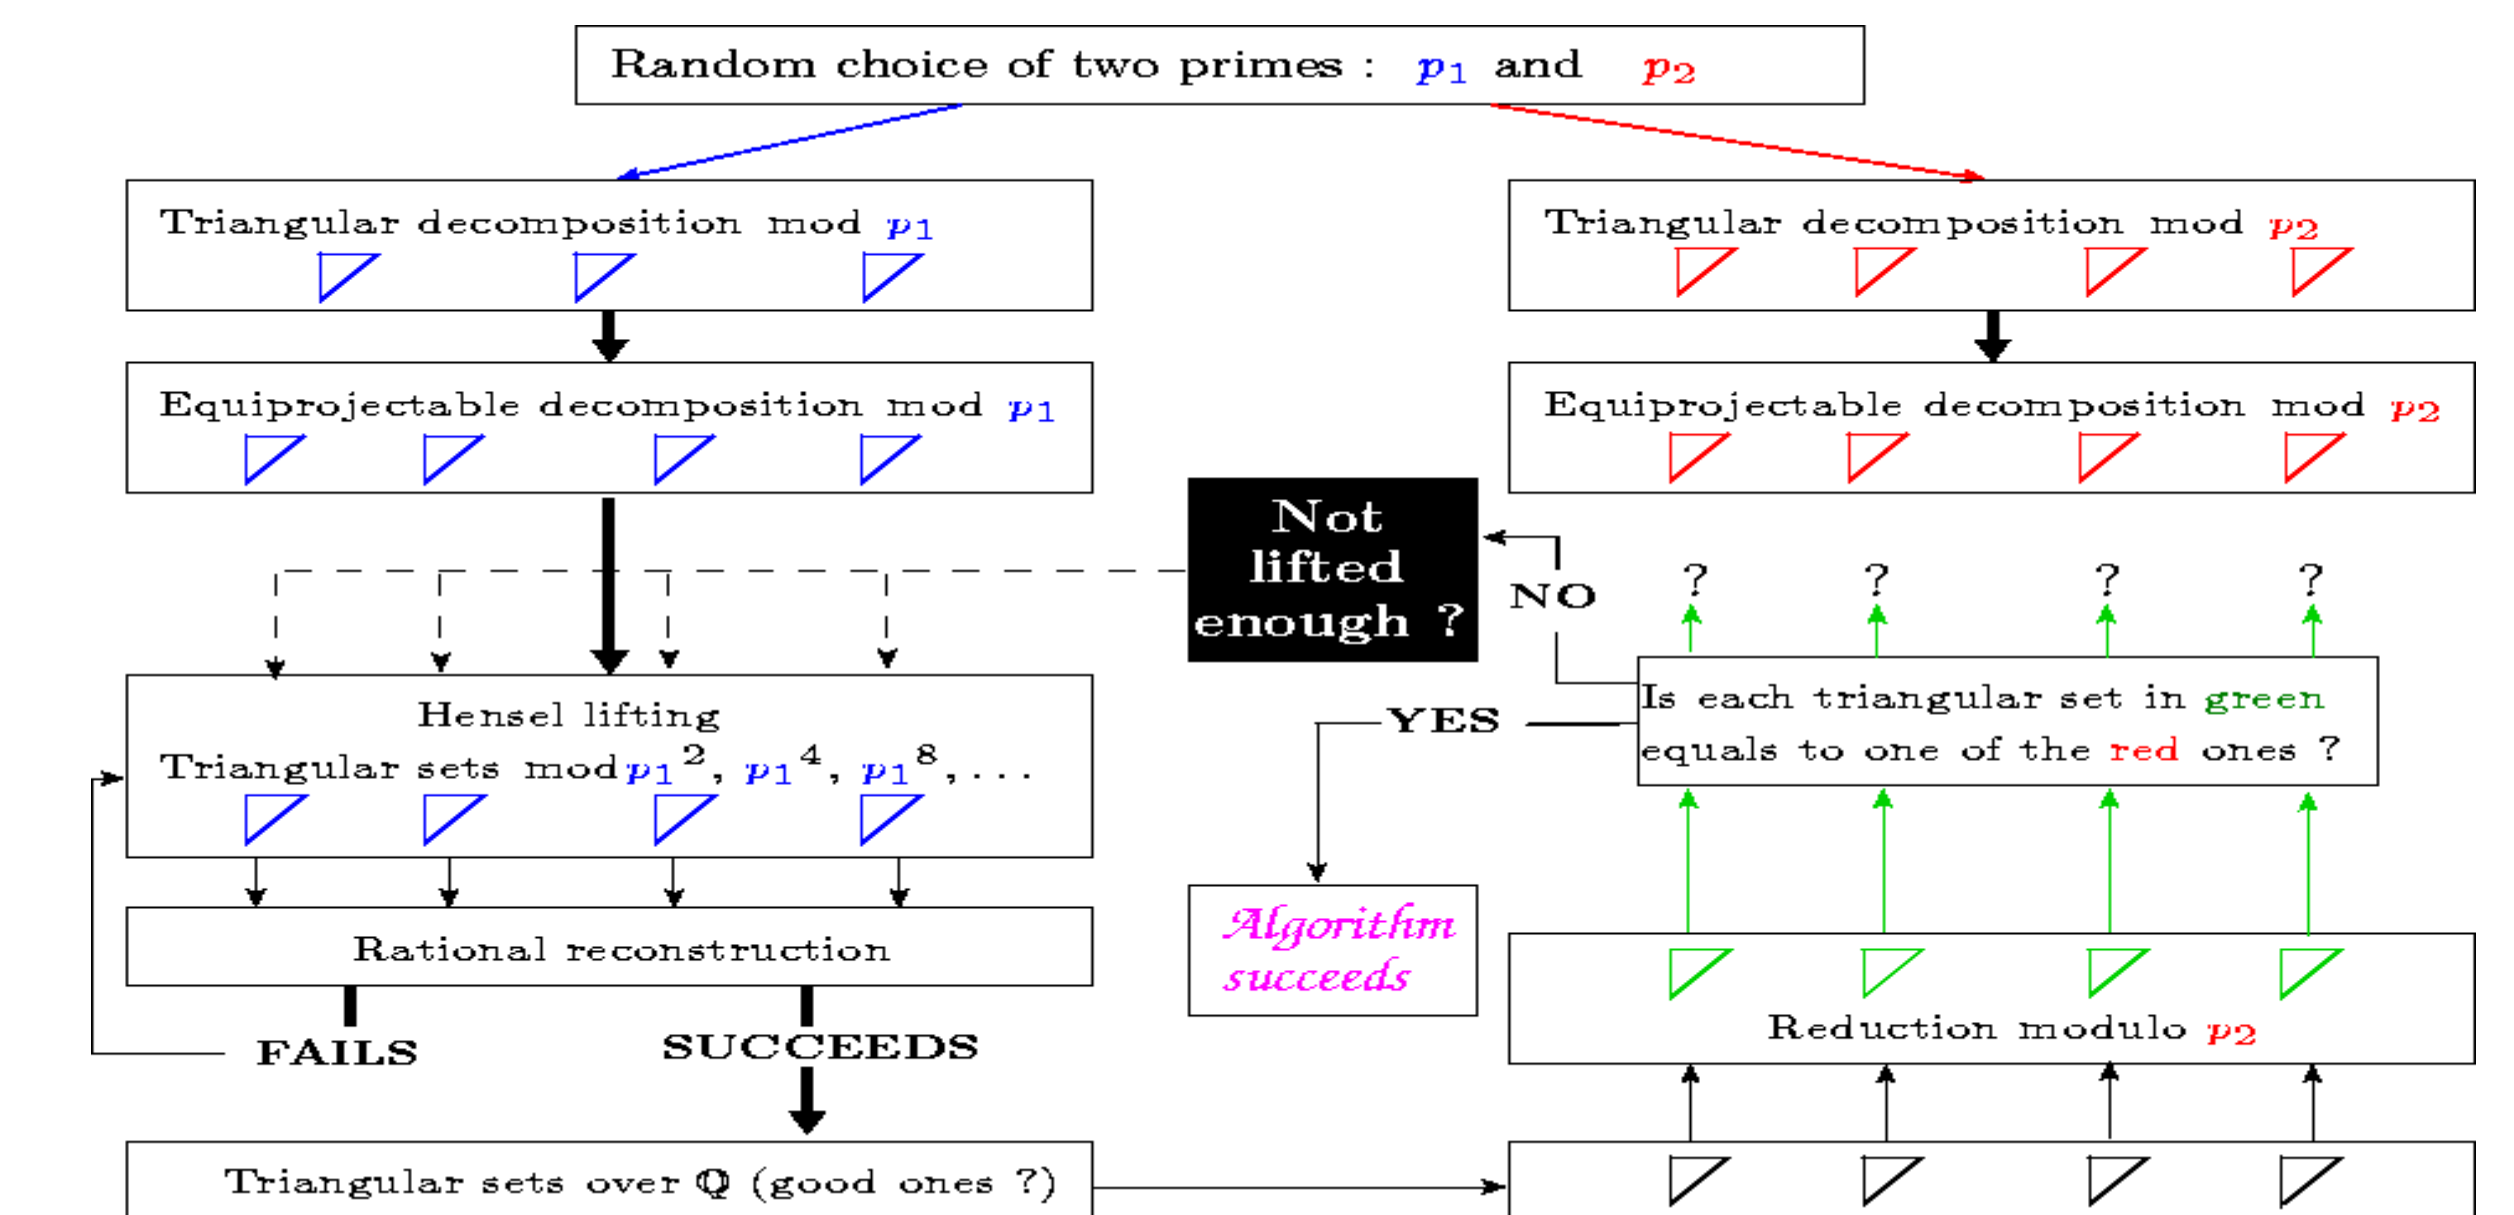 Random choice of two primes : p1 and p2
Triangular decomposition mod p1
Triangular decomposition mod p2
Equiprojectable decomposition mod p1
Equiprojectable decomposition mod p2
Not
lifted
enough ?
NO
? ? ? ?
Is each triangular set in green
equals to one of the red ones ?
YES
Hensel lifting
Triangular sets mod p1^2, p1^4, p1^8, ...
Rational reconstruction
Algorithm
succeeds
FAILS
SUCCEEDS
Reduction modulo p2
Triangular sets over ℚ (good ones ?)